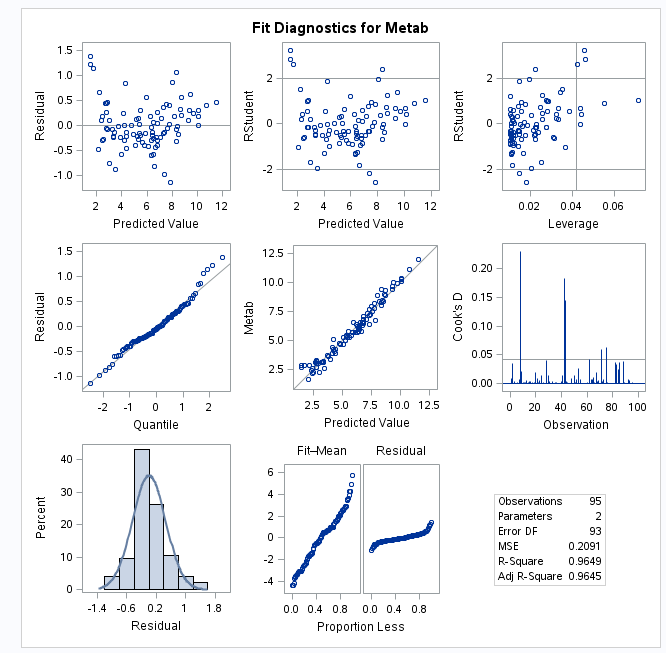 Fit Diagnostics for Metab
1.5
1.0
0.5
0.0
-0.5
-1.0
Residual
2 4 6 8 10 12
Predicted Value
2
0
-2
RStudent
2 4 6 8 10 12
Predicted Value
2
0
-2
RStudent
0.02 0.04 0.06
Leverage
1.5
1.0
0.5
0.0
-0.5
-1.0
Residual
-2 -1 0 1 2
Quantile
12.5
10.0
7.5
5.0
2.5
Metab
2.5 5.0 7.5 10.0 12.5
Predicted Value
0.20
0.15
0.10
0.05
0.00
Cook's D
0 20 40 60 80 100
Observation
40
30
20
10
0
Percent
-1.4 -0.6 0.2 1 1.8
Residual
Fit–Mean Residual
6
4
2
0
-2
-4
0.0 0.4 0.8 0.0 0.4 0.8
Proportion Less
Observations 95
Parameters 2
Error DF 93
MSE 0.2091
R-Square 0.9649
Adj R-Square 0.9645